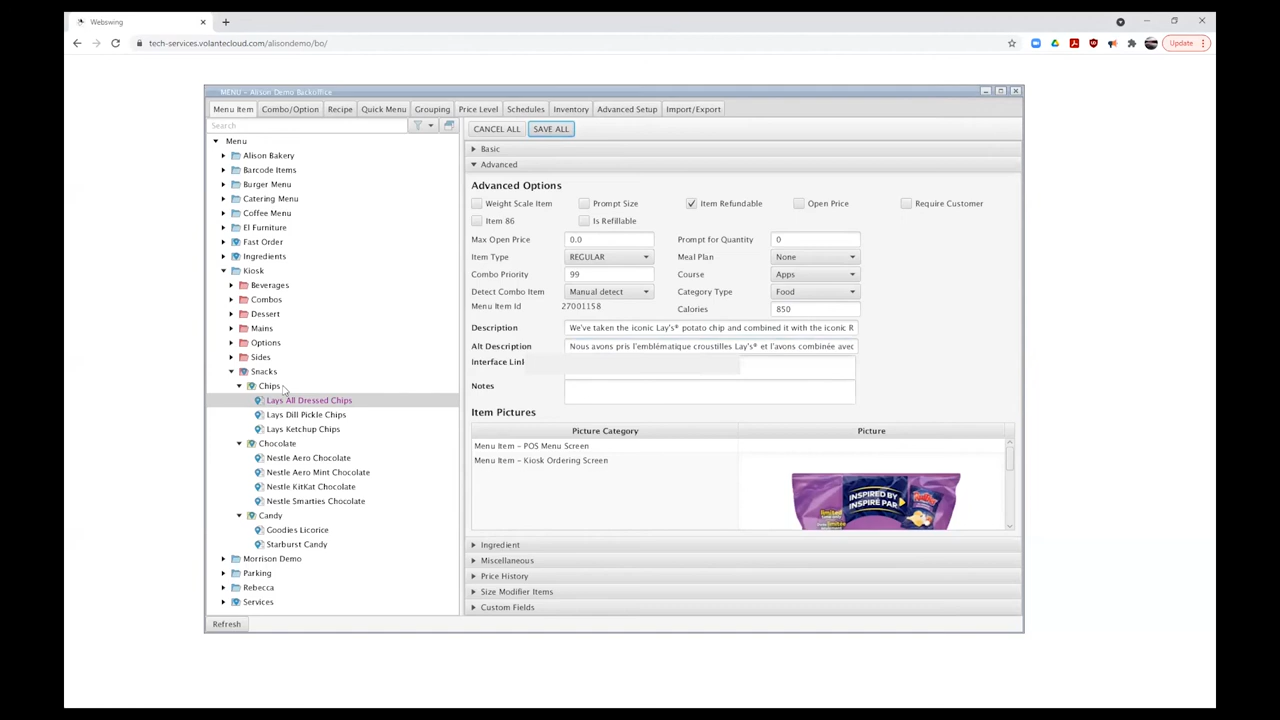 Webswing
tech-services.volantecloud.com/alisondemo/bo/
Update
MENU - Alison Demo Backoffice
Menu Item
Combo/Option
Recipe
Quick Menu
Grouping
Price Level
Schedules
Inventory
Advanced Setup
Import/Export
Search
CANCEL ALL
SAVE ALL
Menu
Alison Bakery
Barcode Items
Burger Menu
Catering Menu
Coffee Menu
El Furniture
Fast Order
Ingredients
Kiosk
Beverages
Combos
Dessert
Mains
Options
Sides
Snacks
Chips
Lays All Dressed Chips
Lays Dill Pickle Chips
Lays Ketchup Chips
Chocolate
Nestle Aero Chocolate
Nestle Aero Mint Chocolate
Nestle KitKat Chocolate
Nestle Smarties Chocolate
Candy
Goodies Licorice
Starburst Candy
Morrison Demo
Parking
Rebecca
Services
Refresh
Basic
Advanced
Advanced Options
Weight Scale Item
Prompt Size
Item Refundable
Open Price
Require Customer
Item 86
Is Refillable
Max Open Price 0.0
Prompt for Quantity 0
Item Type REGULAR
Meal Plan None
Combo Priority 99
Course Apps
Detect Combo Item Manual detect
Category Type Food
Menu Item Id 27001158
Calories 850
Description We've taken the iconic Lay's® potato chip and combined it with the iconic R
Alt Description Nous avons pris l'emblématique croustilles Lay's® et l'avons combinée avec
Interface Link
Notes
Item Pictures
Picture Category
Picture
Menu Item - POS Menu Screen
Menu Item - Kiosk Ordering Screen
INSPIRED BY
INSPIRÉ PAR
Ingredient
Miscellaneous
Price History
Size Modifier Items
Custom Fields